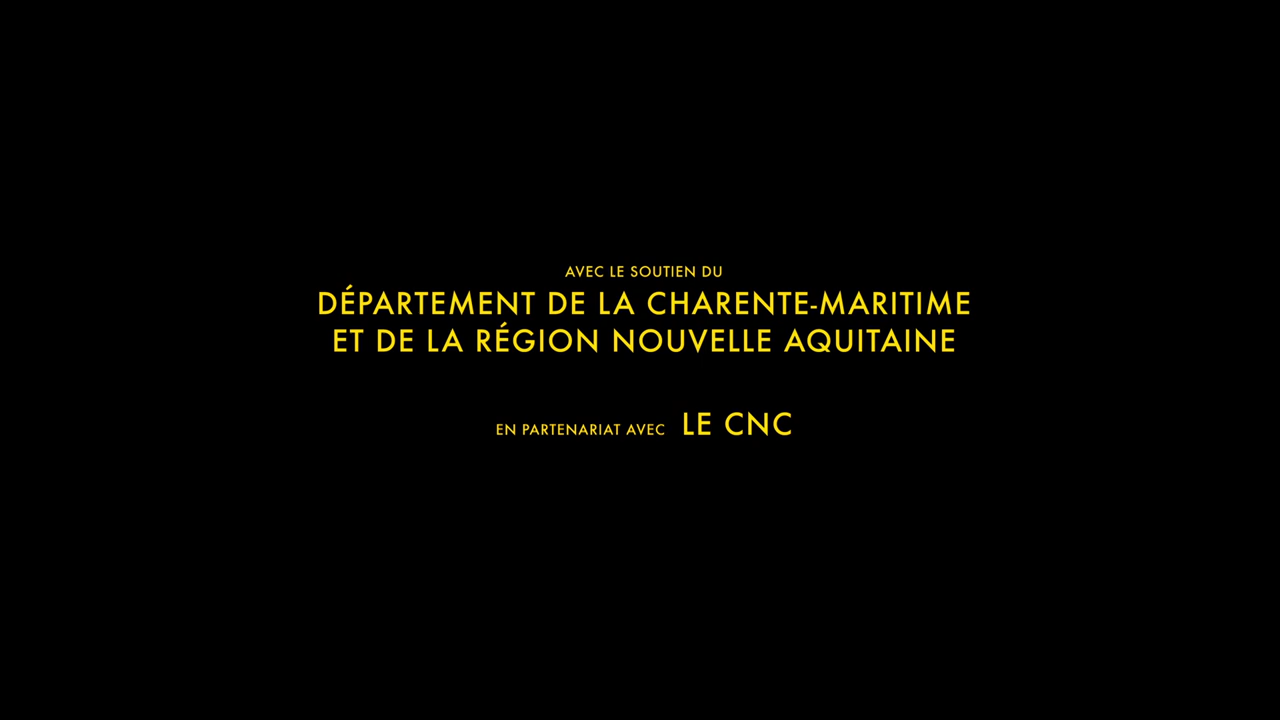 AVEC LE SOUTIEN DU
DÉPARTEMENT DE LA CHARENTE-MARITIME
ET DE LA RÉGION NOUVELLE AQUITAINE
EN PARTENARIAT AVEC LE CNC